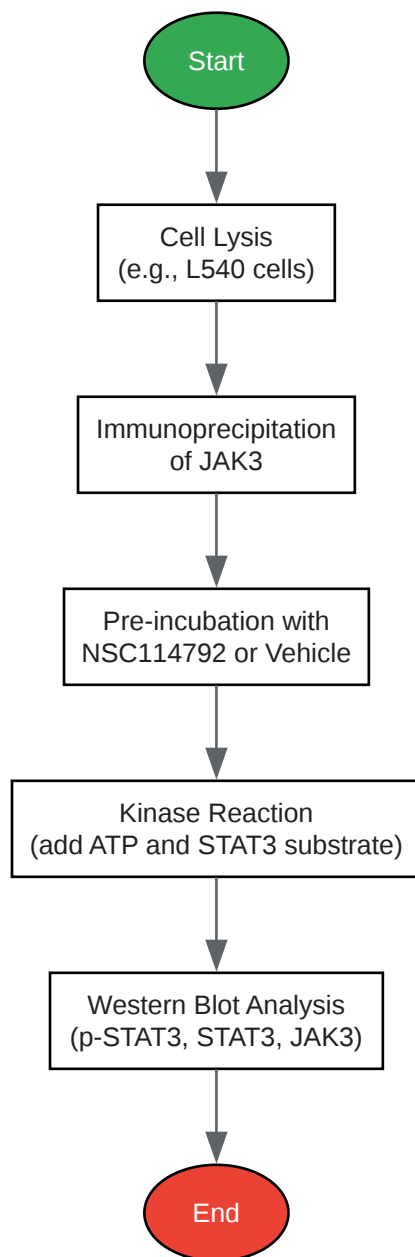 Start
Cell Lysis
(e.g., L540 cells)
Immunoprecipitation
of JAK3
Pre-incubation with
NSC114792 or Vehicle
Kinase Reaction
(add ATP and STAT3 substrate)
Western Blot Analysis
(p-STAT3, STAT3, JAK3)
End